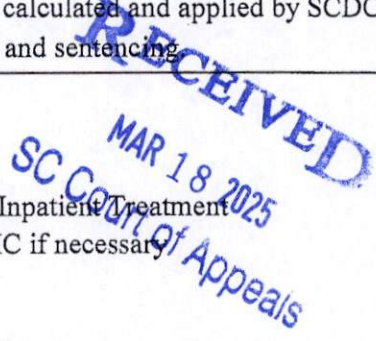 calculated and applied by SCDC
and sentencing
RECEIVED
MAR 18 2025
SC Court of Appeals
Inpatient Treatment
if necessary